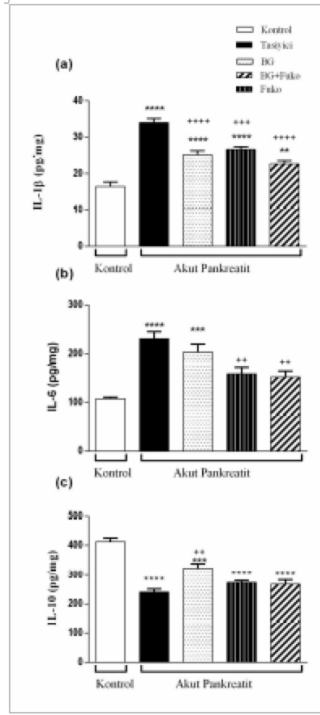 Kontrol
Tasiyici
BG
BG+Fuko
Fuko
(a)
IL-1β (pg/mg)
40
30
20
10
0
****
++++
****
+++
****
++++
**
Kontrol
Akut Pankreatit
(b)
IL-6 (pg/mg)
300
200
100
0
****
***
++
++
Kontrol
Akut Pankreatit
(c)
IL-10 (pg/mg)
500
400
300
200
100
0
****
++
***
****
****
Kontrol
Akut Pankreatit